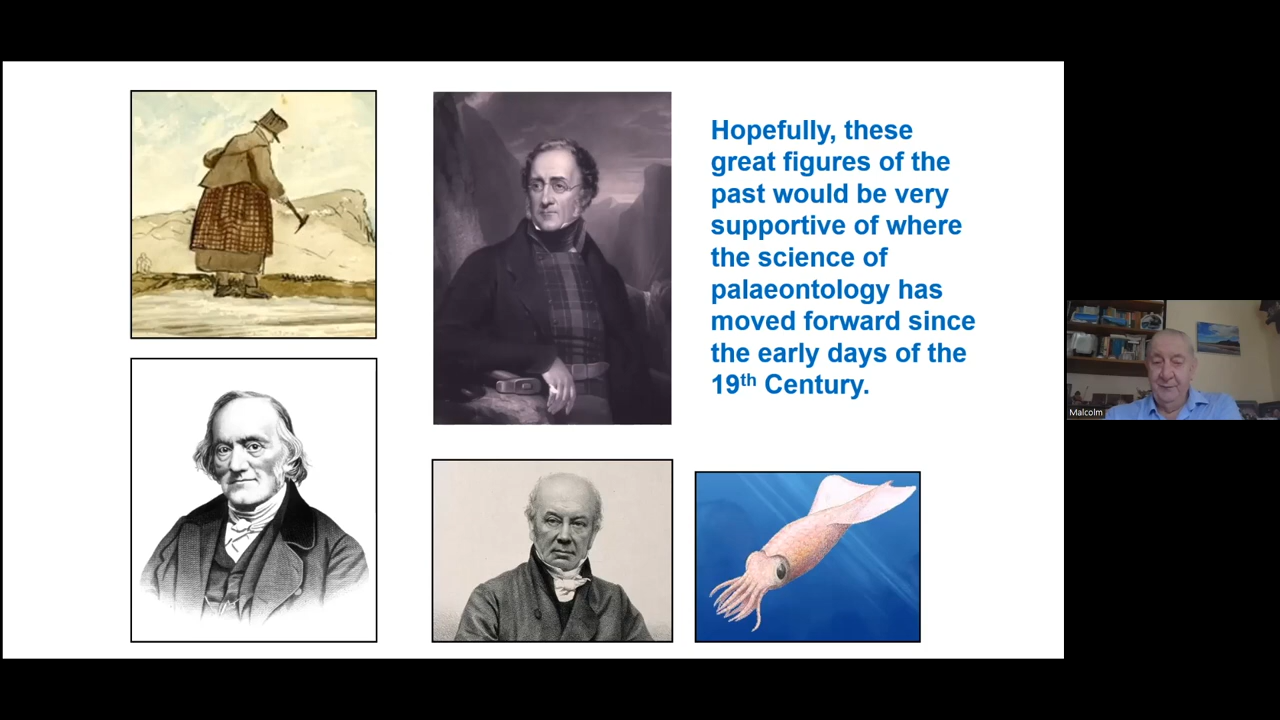 Hopefully, these
great figures of the
past would be very
supportive of where
the science of
palaeontology has
moved forward since
the early days of the
19th Century.
Malcolm